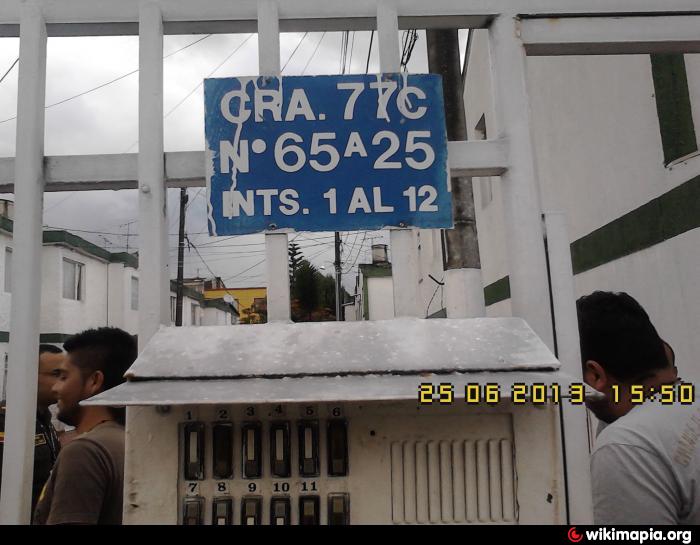 CRA. 77C
N° 65A25
INTS. 1 AL 12
25 06 2013 15:50
1 2 3 4 5 6
7 8 9 10 11
wikimapia.org